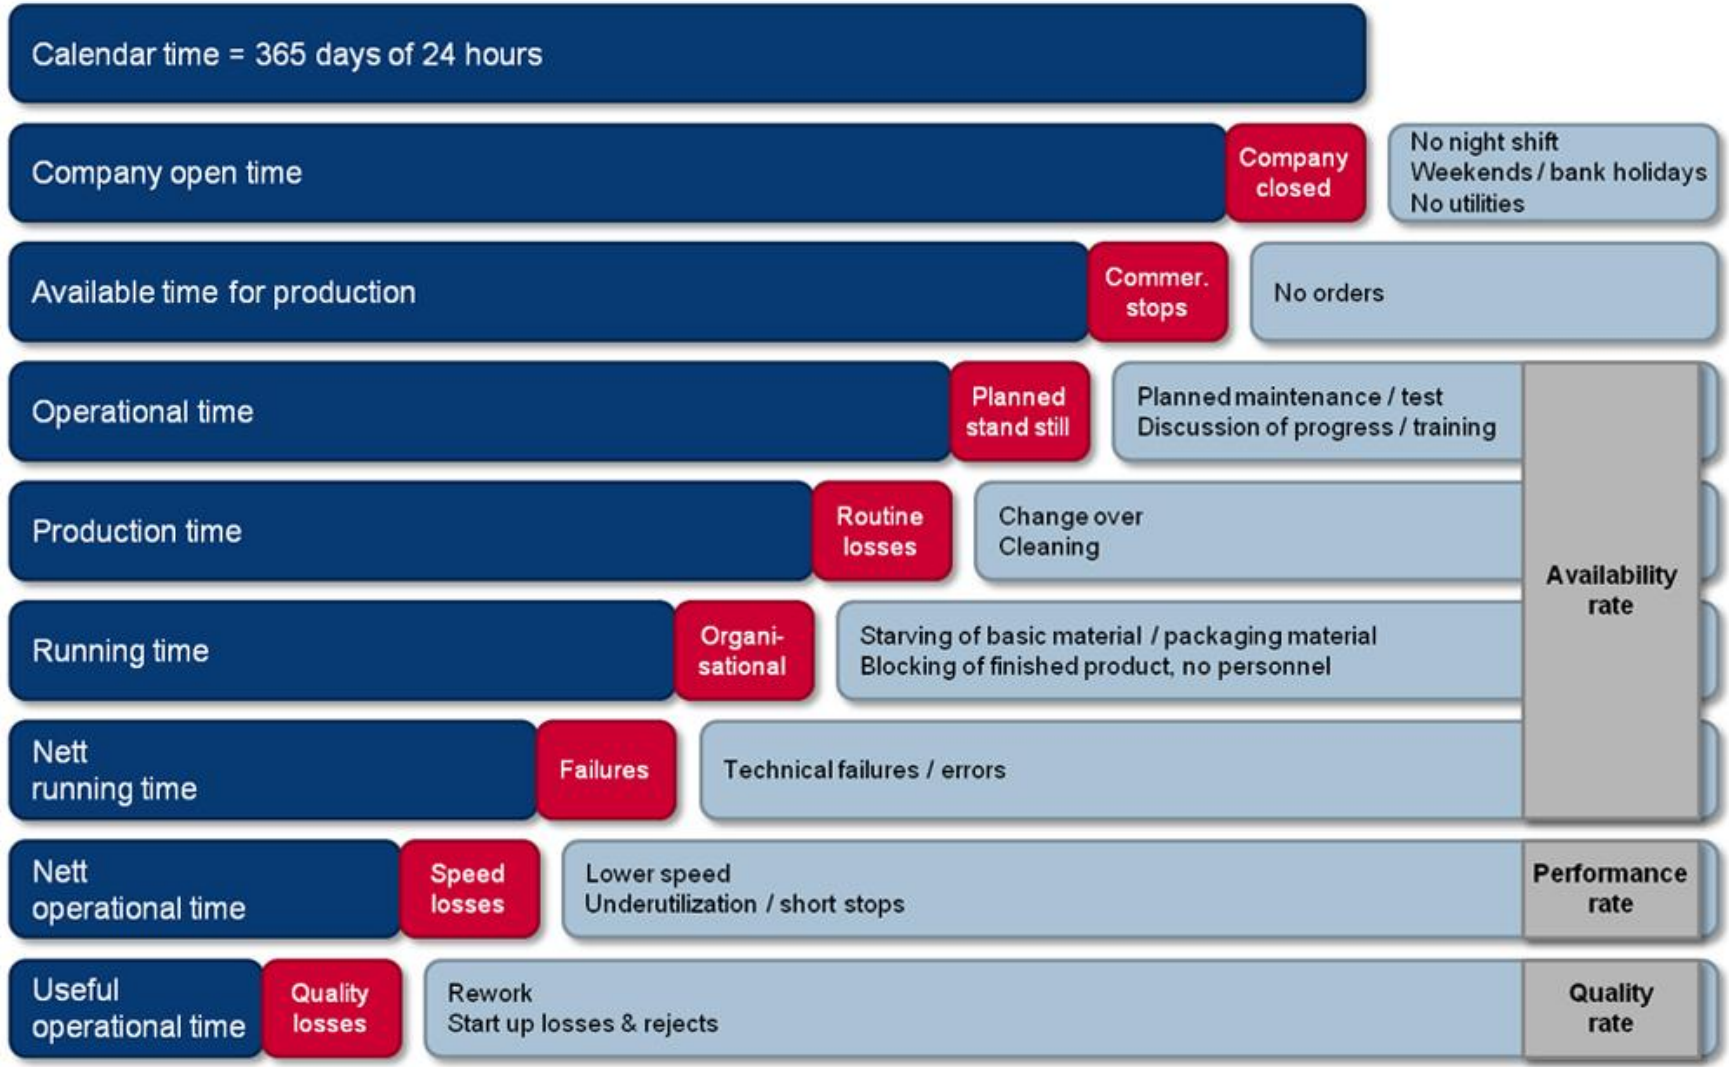 Calendar time = 365 days of 24 hours
Company open time
Company
closed
No night shift
Weekends / bank holidays
No utilities
Available time for production
Commer.
stops
No orders
Operational time
Planned
stand still
Planned maintenance / test
Discussion of progress / training
Production time
Routine
losses
Change over
Cleaning
Availability
rate
Running time
Organi-
sational
Starving of basic material / packaging material
Blocking of finished product, no personnel
Nett
running time
Failures
Technical failures / errors
Nett
operational time
Speed
losses
Lower speed
Underutilization / short stops
Performance
rate
Useful
operational time
Quality
losses
Rework
Start up losses & rejects
Quality
rate